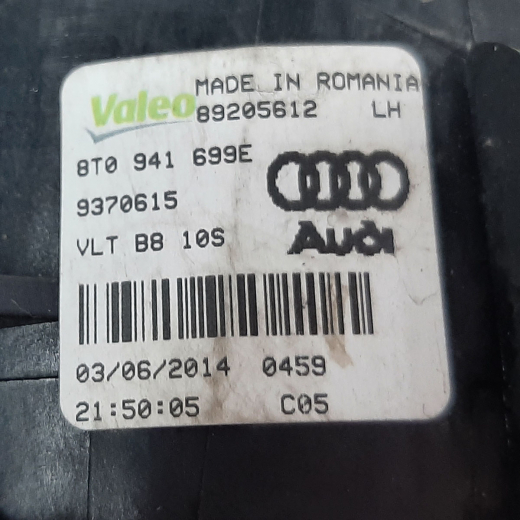 Valeo MADE IN ROMANIA
89205612 LH
8T0 941 699E
9370615
Audi
VLT B8 10S
03/06/2014 0459
21:50:05 C05